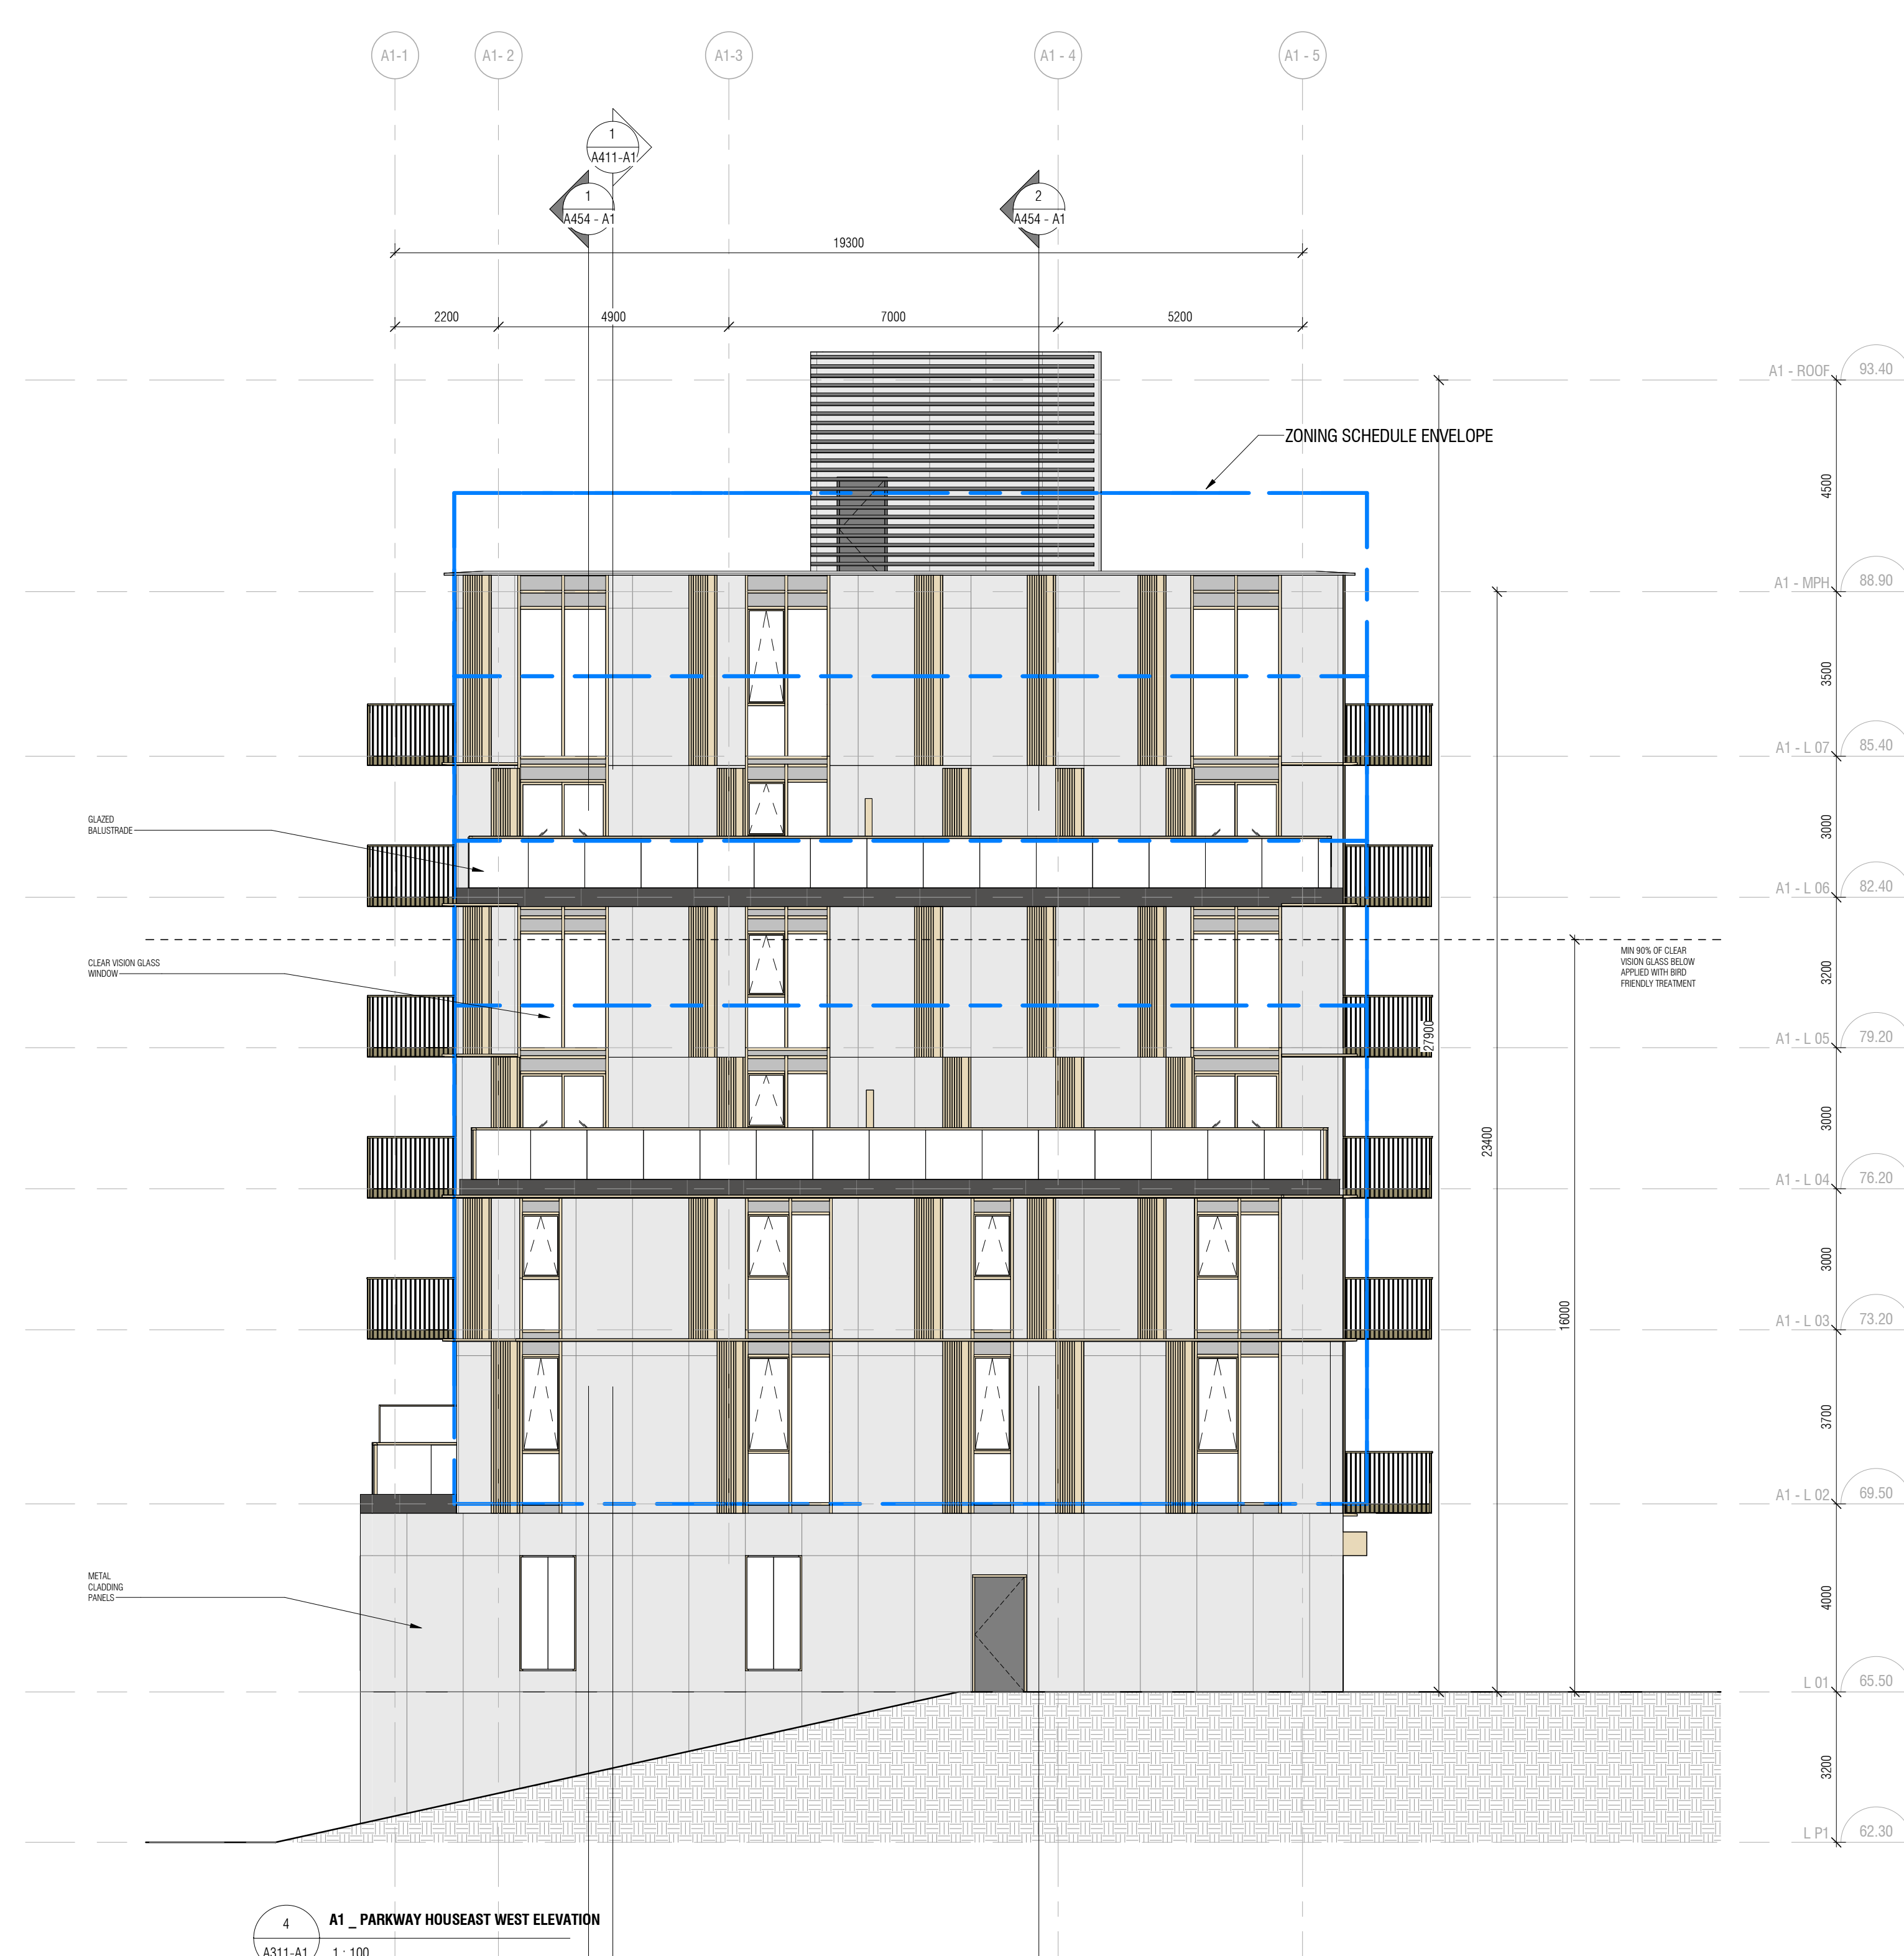 A1-1
A1- 2
A1-3
A1 - 4
A1 - 5
1
A411-A1
1
A454 - A1
2
A454 - A1
19300
2200
4900
7000
5200
A1 - ROOF
93.40
ZONING SCHEDULE ENVELOPE
4500
A1 - MPH
88.90
3500
A1 - L 07
85.40
GLAZED
BALUSTRADE
3000
A1 - L 06
82.40
CLEAR VISION GLASS
WINDOW
MIN 90% OF CLEAR
VISION GLASS BELOW
APPLIED WITH BIRD
FRIENDLY TREATMENT
3200
27900
A1 - L 05
79.20
3000
23400
A1 - L 04
76.20
3000
16000
A1 - L 03
73.20
3700
A1 - L 02
69.50
METAL
CLADDING
PANELS
4000
L 01
65.50
3200
L P1
62.30
4
A311-A1
A1 _ PARKWAY HOUSEAST WEST ELEVATION
1 : 100